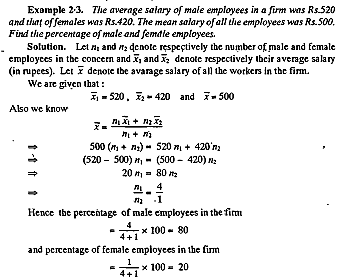 Example 2·3. The average salary of male employees in a firm was Rs.520
and that of females was Rs.420. The mean salary of all the employees was Rs.500.
Find the percentage of male and female employees.
Solution. Let n₁ and n₂ denote respectively the number of male and female
employees in the concern and x̄₁ and x̄₂ denote respectively their average salary
(in rupees). Let x̄ denote the avarage salary of all the workers in the firm.
We are given that :
x̄₁ = 520, x̄₂ = 420 and x̄ = 500
Also we know
x̄ = (n₁ x̄₁ + n₂ x̄₂) / (n₁ + n₂)
⇒ 500 (n₁ + n₂) = 520 n₁ + 420 n₂
⇒ (520 – 500) n₁ = (500 – 420) n₂
⇒ 20 n₁ = 80 n₂
⇒ n₁ / n₂ = 4 / 1
Hence the percentage of male employees in the firm
= 4 / (4 + 1) × 100 = 80
and percentage of female employees in the firm
= 1 / (4 + 1) × 100 = 20